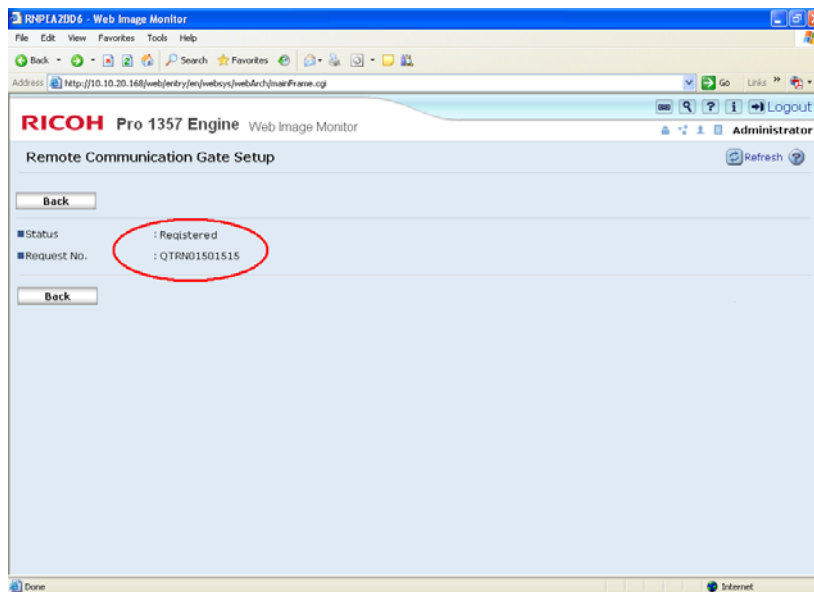 RNPEA2BD6 - Web Image Monitor
File Edit View Favorites Tools Help
Back Search Favorites
Address http://10.10.20.168/web/entry/en/websys/webArch/mainFrame.cgi Go Links »
Logout
RICOH Pro 1357 Engine Web Image Monitor
Administrator
Remote Communication Gate Setup
Refresh
Back
Status : Registered
Request No. : QTRN01501515
Back
Done Internet